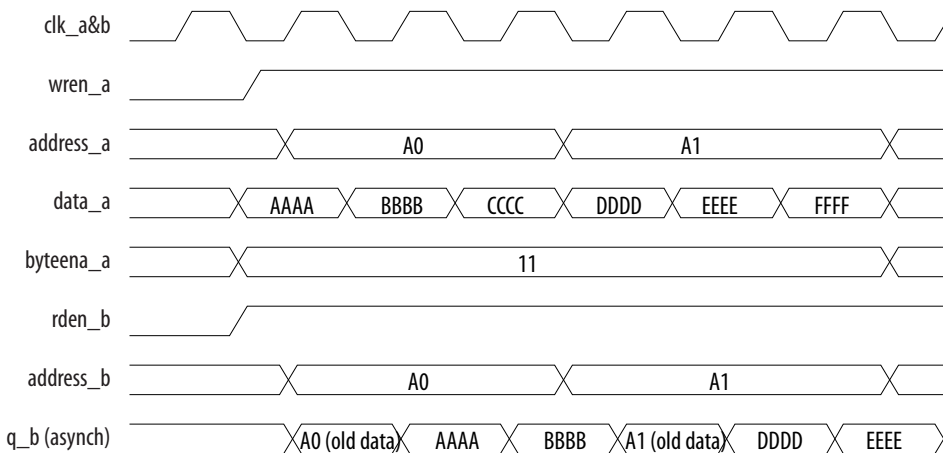 clk_a&b
wren_a
address_a A0 A1
data_a AAAA BBBB CCCC DDDD EEEE FFFF
byteena_a 11
rden_b
address_b A0 A1
q_b (asynch) A0 (old data) AAAA BBBB A1 (old data) DDDD EEEE